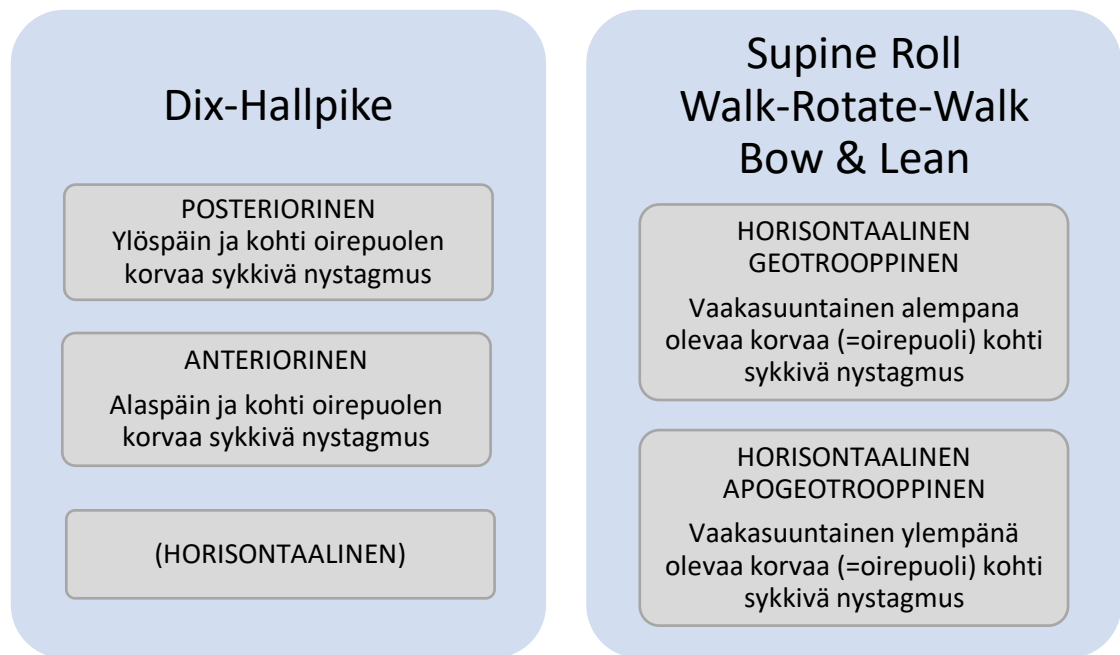 Dix-Hallpike
POSTERIORINEN
Ylöspäin ja kohti oirepuolen
korvaa sykkivä nystagmus
ANTERIORINEN
Alaspäin ja kohti oirepuolen
korvaa sykkivä nystagmus
(HORISONTAALINEN)
Supine Roll
Walk-Rotate-Walk
Bow & Lean
HORISONTAALINEN
GEOTROOPPINEN
Vaakasuuntainen alempana
olevaa korvaa (=oirepuoli) kohti
sykkivä nystagmus
HORISONTAALINEN
APOGEOTROOPPINEN
Vaakasuuntainen ylempänä
olevaa korvaa (=oirepuoli) kohti
sykkivä nystagmus